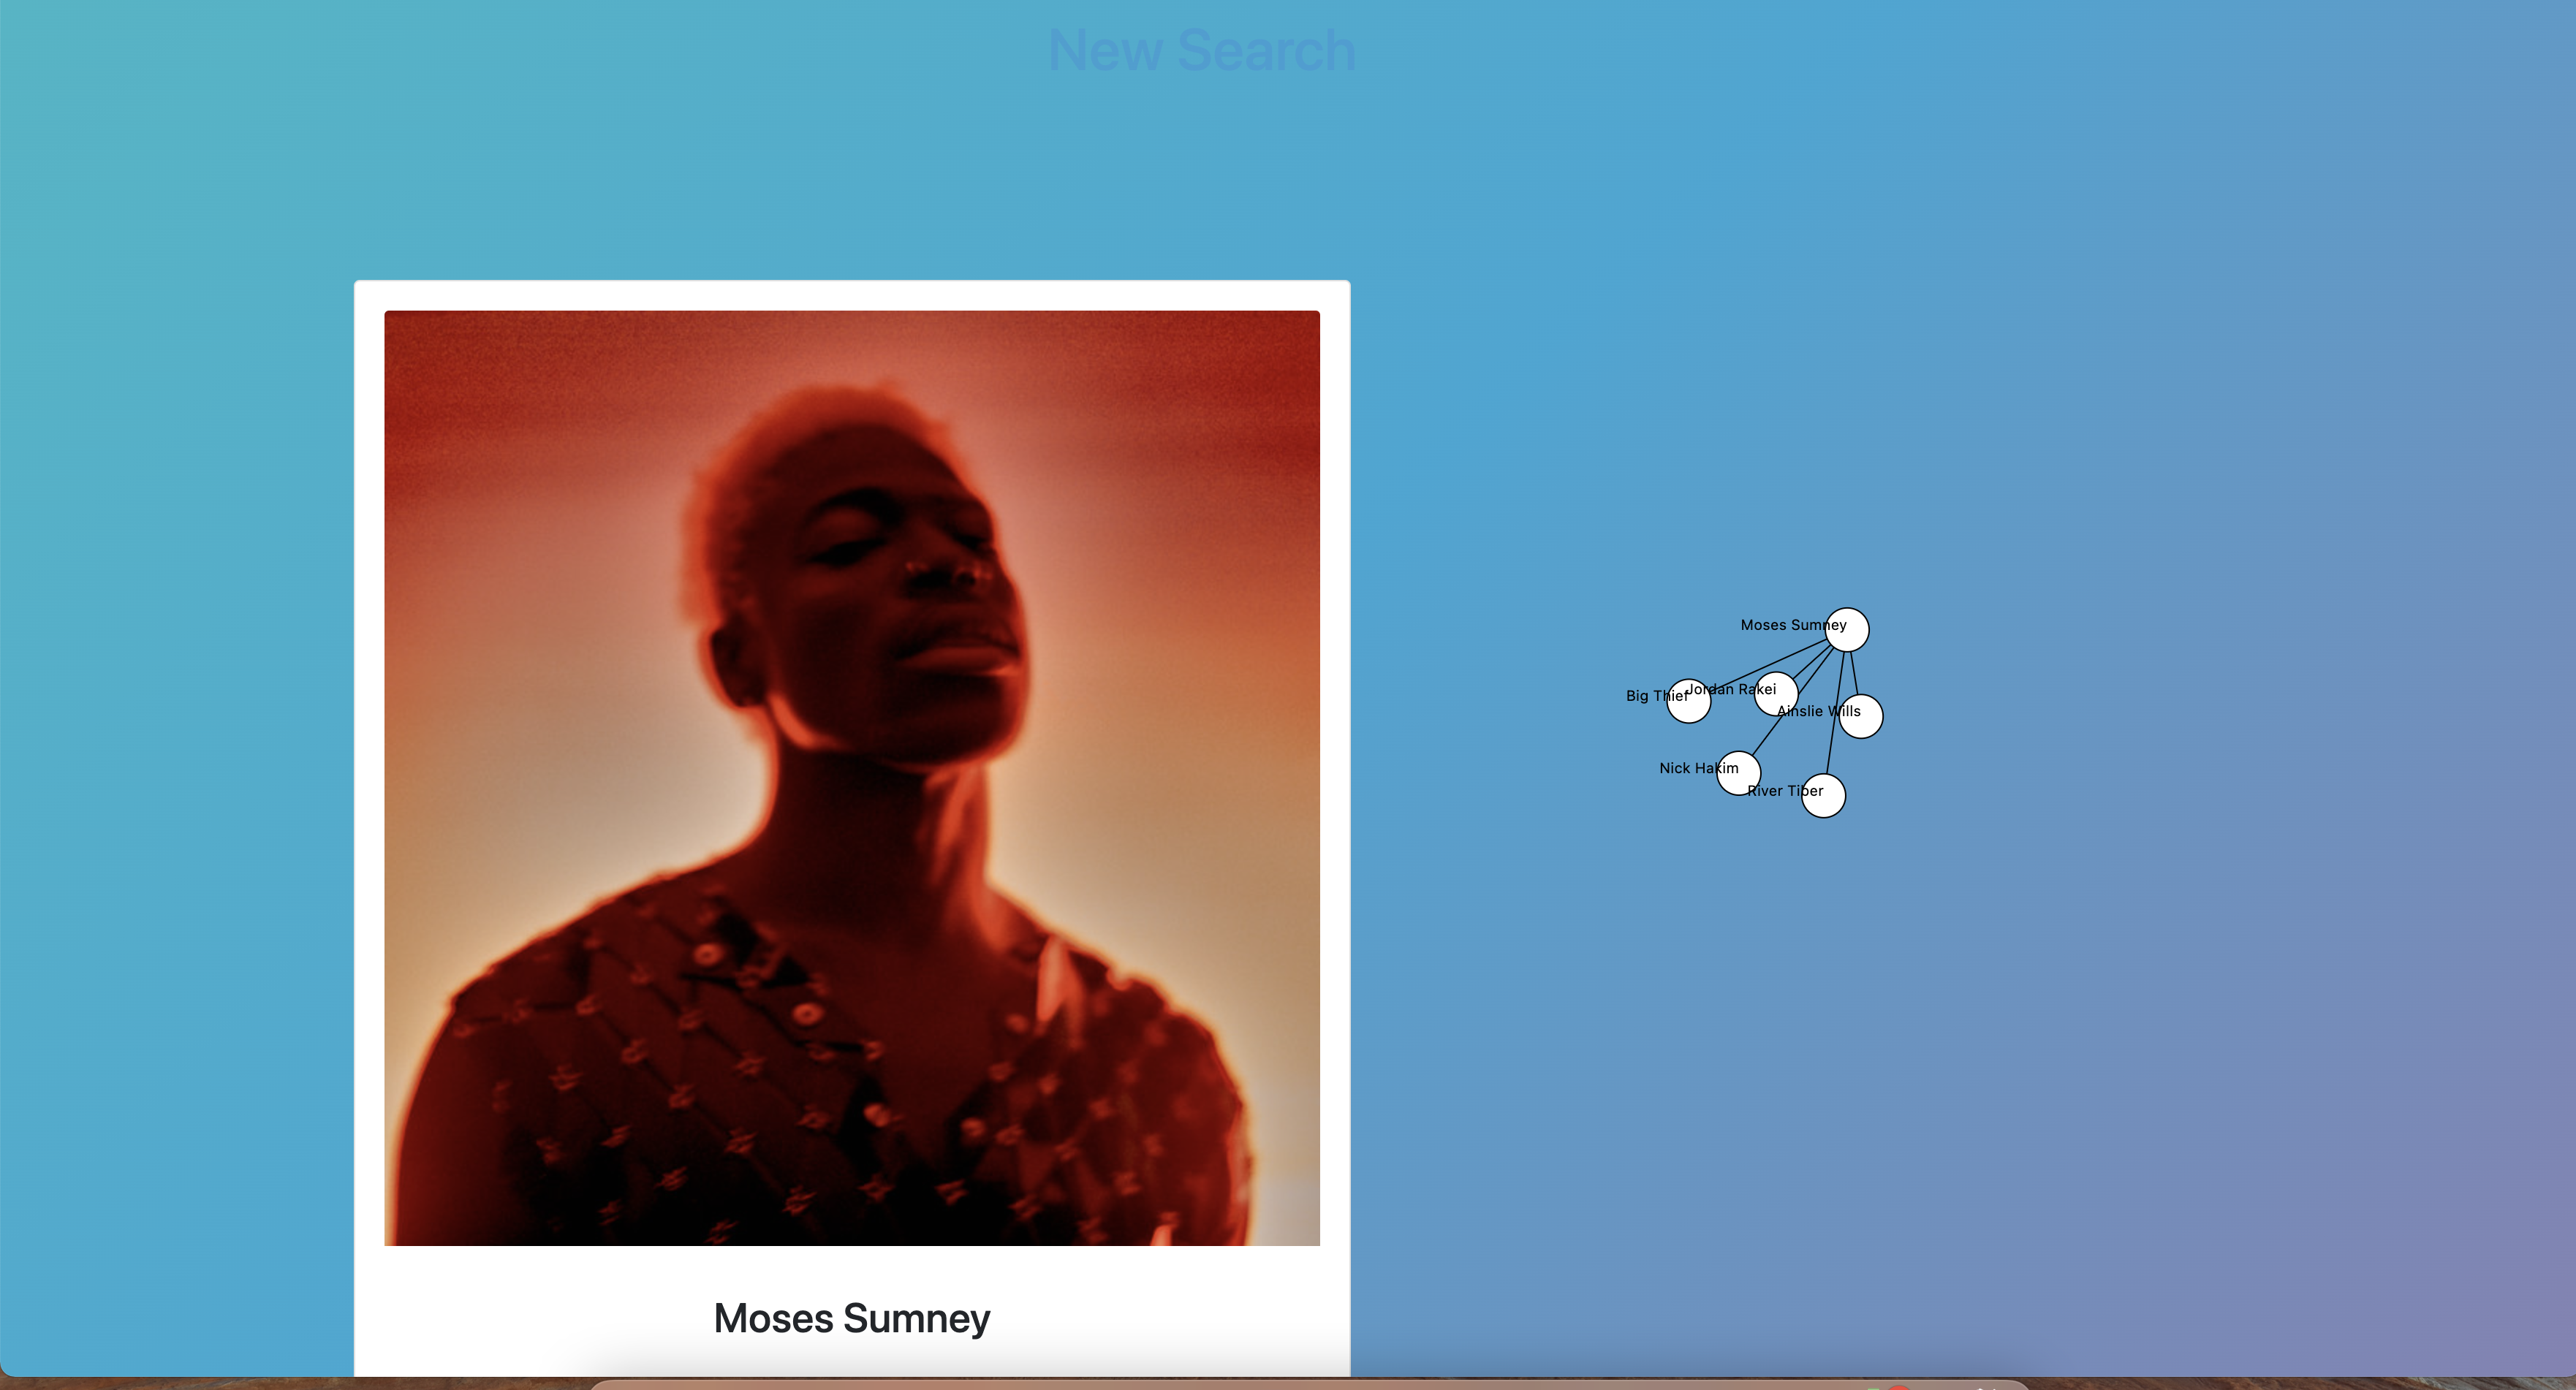 New Search
Moses Sumney
Big Thief
Jordan Rakei
Ainslie Wills
Nick Hakim
River Tiber
Moses Sumney